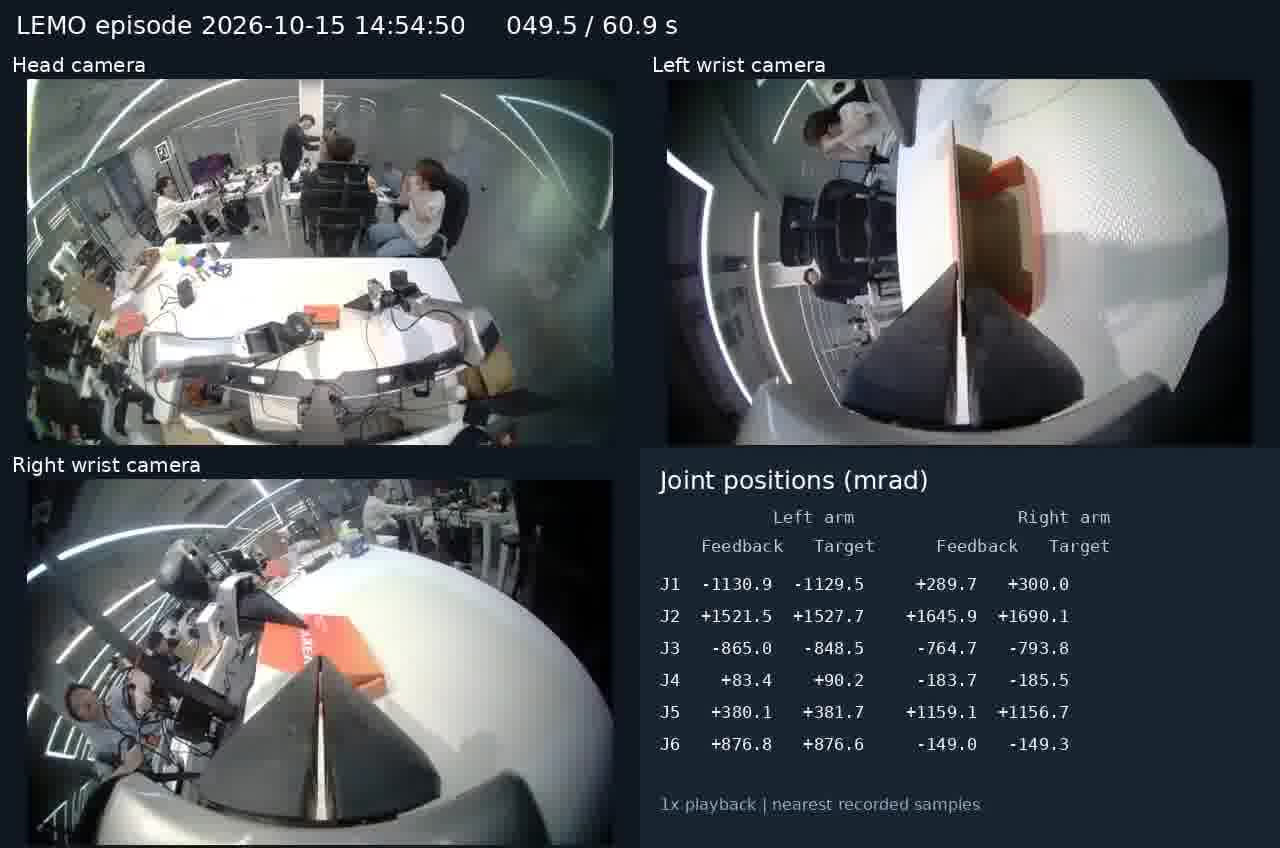 LEMO episode 2026-10-15 14:54:50 049.5 / 60.9 s
Head camera
Left wrist camera
Right wrist camera
Joint positions (mrad)
Left arm Right arm
Feedback Target Feedback Target
J1 -1130.9 -1129.5 +289.7 +300.0
J2 +1521.5 +1527.7 +1645.9 +1690.1
J3 -865.0 -848.5 -764.7 -793.8
J4 +83.4 +90.2 -183.7 -185.5
J5 +380.1 +381.7 +1159.1 +1156.7
J6 +876.8 +876.6 -149.0 -149.3
1x playback | nearest recorded samples